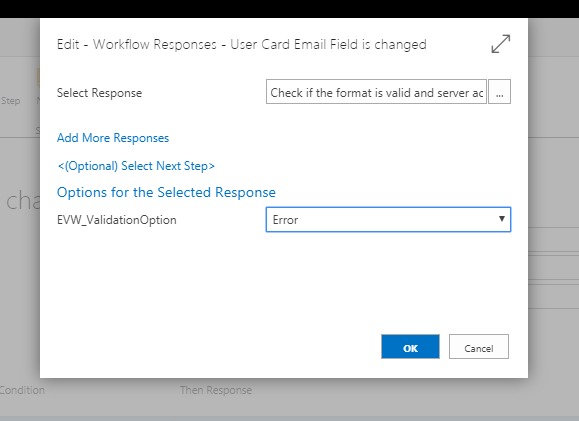 Edit - Workflow Responses - User Card Email Field is changed
Select Response
Check if the format is valid and server ac
...
Step
Add More Responses
<(Optional) Select Next Step>
Options for the Selected Response
cha
EVW_ValidationOption
Error
OK
Cancel
Condition
Then Response